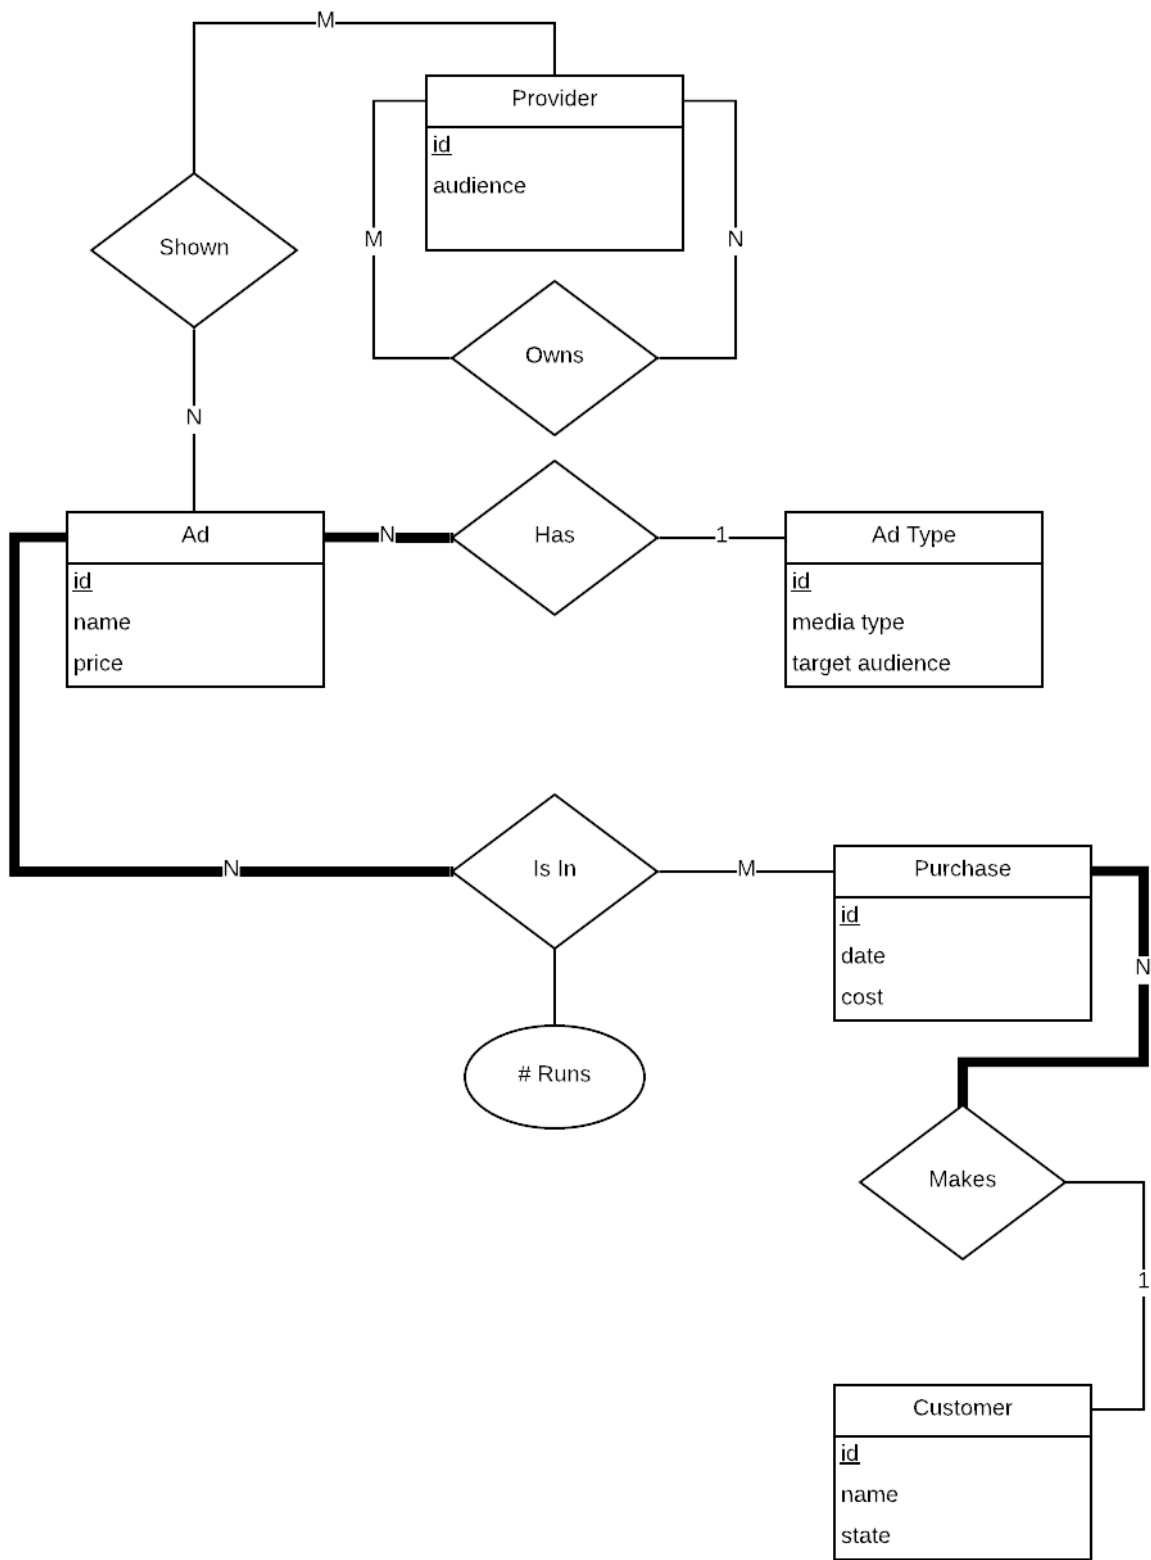 M
Provider
id
audience
Shown
M
N
Owns
N
Ad
id
name
price
N
Has
1
Ad Type
id
media type
target audience
N
Is In
M
Purchase
id
date
cost
N
# Runs
Makes
1
Customer
id
name
state